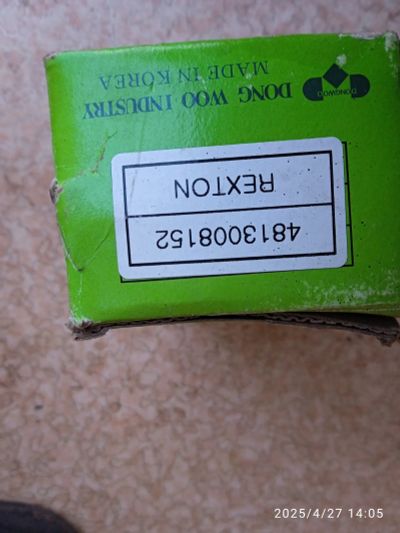 4813008152
REXTON
DONG WOO INDUSTRY
MADE IN KOREA
DONGWOO
2025/4/27 14:05